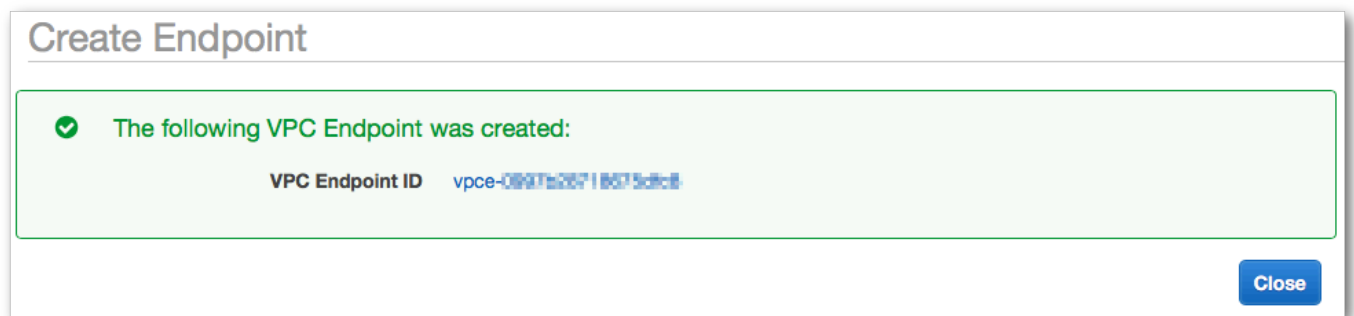 Create Endpoint
The following VPC Endpoint was created:
VPC Endpoint ID vpce-
Close